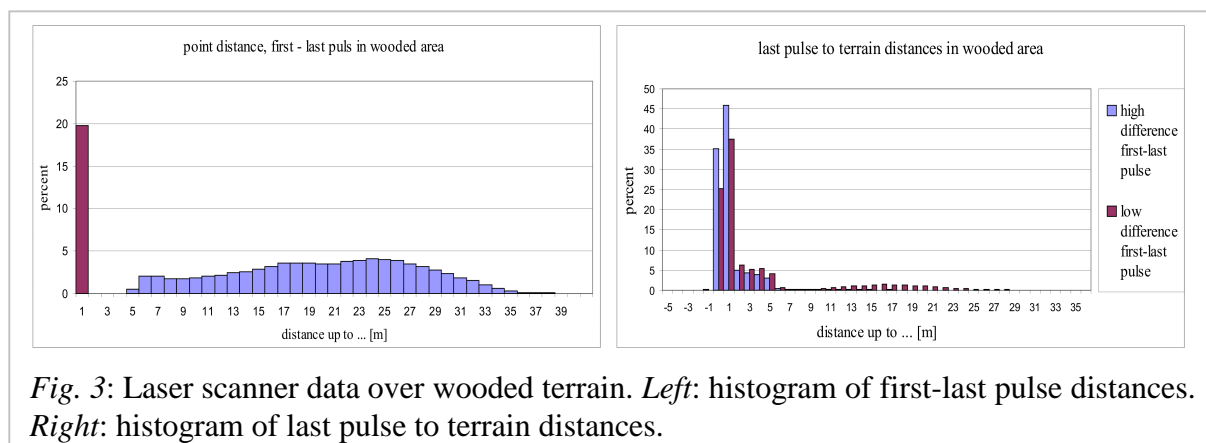 point distance, first - last puls in wooded area
25
20
15
10
5
0
percent
1 3 5 7 9 11 13 15 17 19 21 23 25 27 29 31 33 35 37 39
distance up to ... [m]
last pulse to terrain distances in wooded area
50
45
40
35
30
25
20
15
10
5
0
percent
-5 -3 -1 1 3 5 7 9 11 13 15 17 19 21 23 25 27 29 31 33 35
distance up to ... [m]
high
difference
first-last
pulse
low
difference
first-last
pulse
Fig. 3: Laser scanner data over wooded terrain. Left: histogram of first-last pulse distances.
Right: histogram of last pulse to terrain distances.